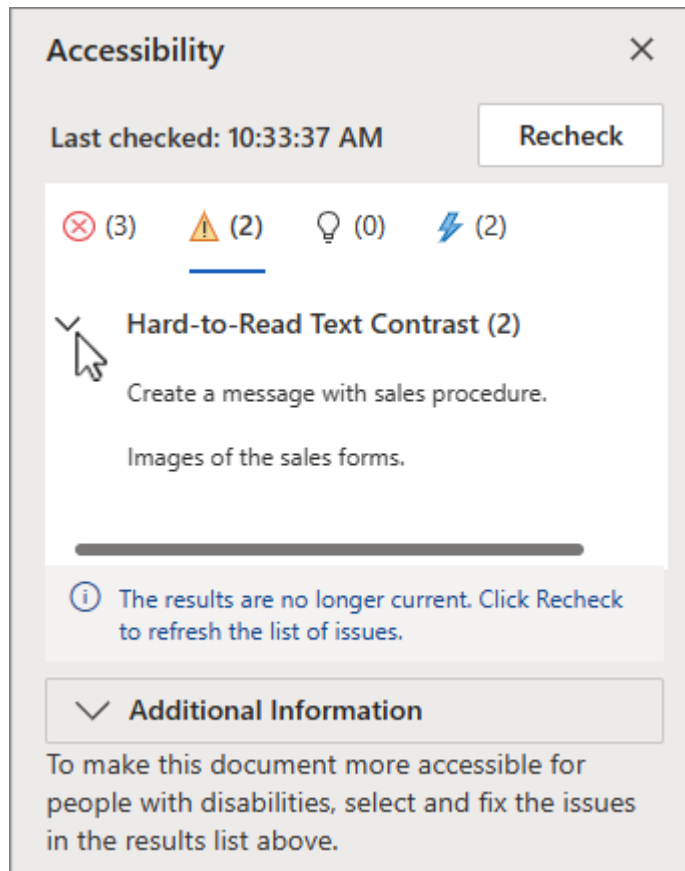 Accessibility
Last checked: 10:33:37 AM
Recheck
(3) (2) (0) (2)
Hard-to-Read Text Contrast (2)
Create a message with sales procedure.
Images of the sales forms.
The results are no longer current. Click Recheck
to refresh the list of issues.
Additional Information
To make this document more accessible for
people with disabilities, select and fix the issues
in the results list above.